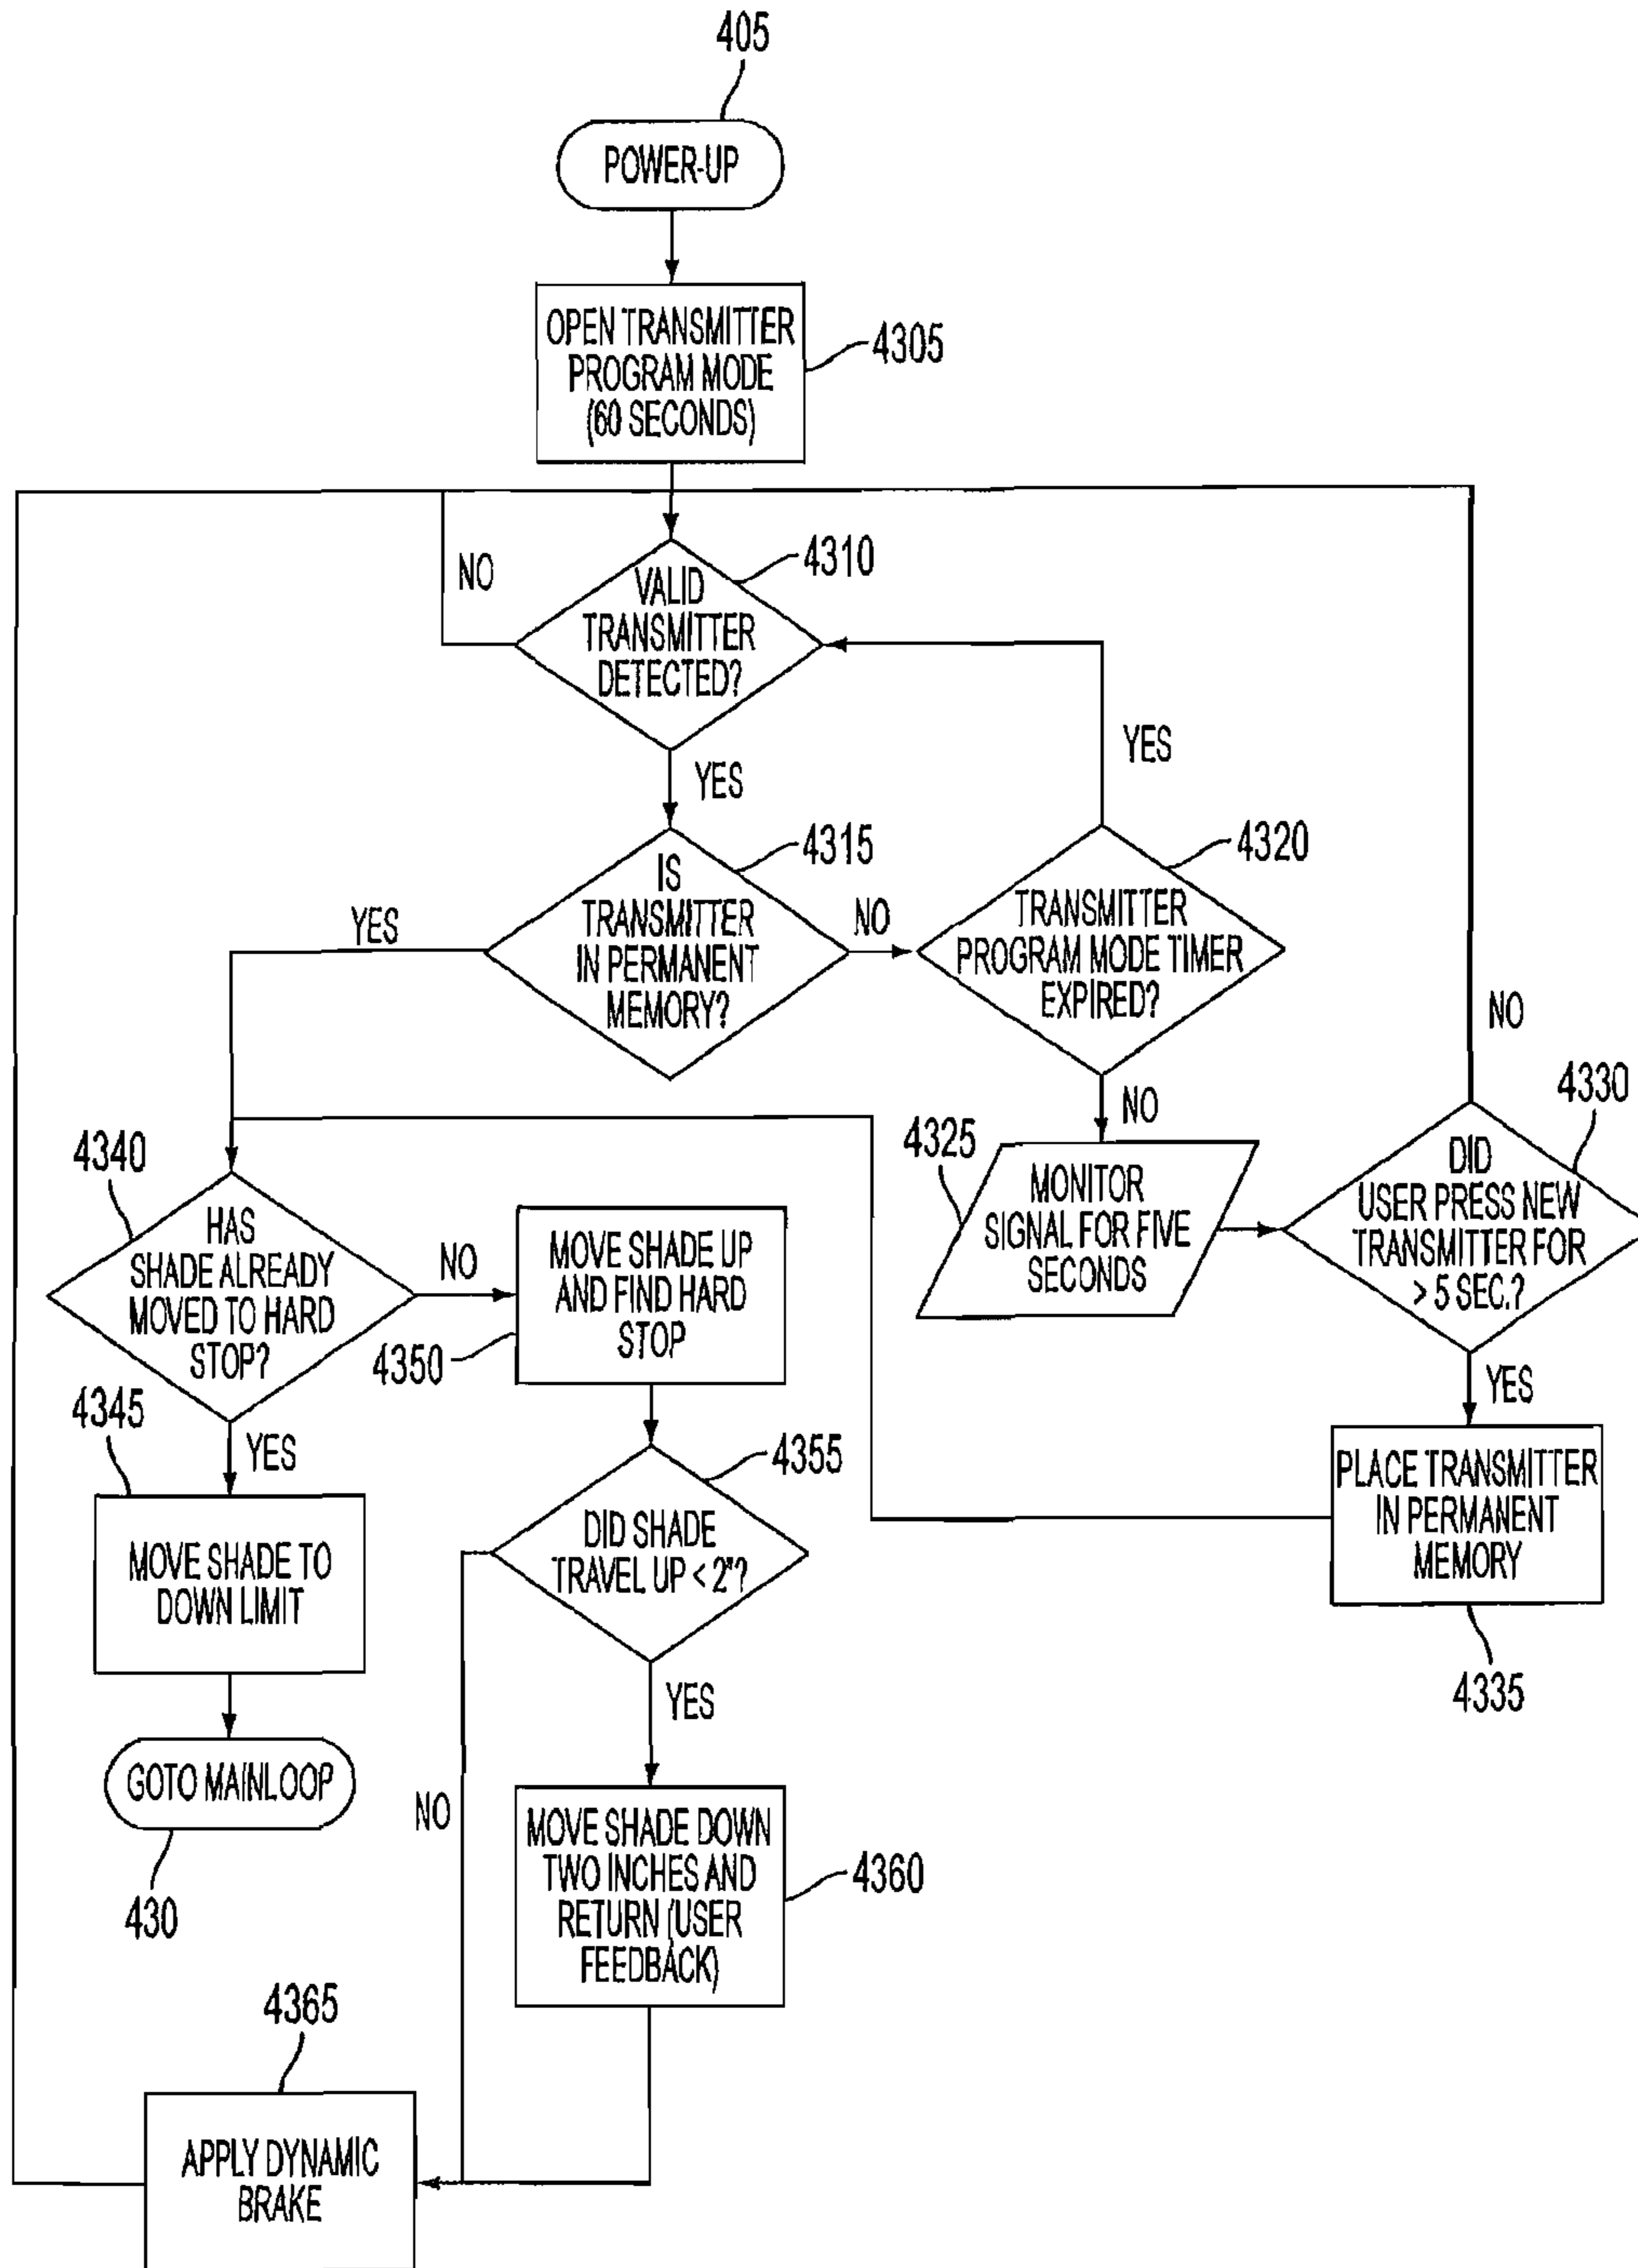 405
POWER-UP
OPEN TRANSMITTER
PROGRAM MODE
(60 SECONDS)
4305
NO
VALID
TRANSMITTER
DETECTED?
4310
YES
YES
IS
TRANSMITTER
IN PERMANENT
MEMORY?
4315
YES
NO
TRANSMITTER
PROGRAM MODE TIMER
EXPIRED?
4320
NO
NO
4325
MONITOR
SIGNAL FOR FIVE
SECONDS
DID
USER PRESS NEW
TRANSMITTER FOR
> 5 SEC.?
4330
YES
PLACE TRANSMITTER
IN PERMANENT
MEMORY
4335
4340
HAS
SHADE ALREADY
MOVED TO HARD
STOP?
NO
MOVE SHADE UP
AND FIND HARD
STOP
4350
YES
4345
MOVE SHADE TO
DOWN LIMIT
GOTO MAINLOOP
430
DID SHADE
TRAVEL UP < 2"?
4355
YES
NO
MOVE SHADE DOWN
TWO INCHES AND
RETURN (USER
FEEDBACK)
4360
4365
APPLY DYNAMIC
BRAKE